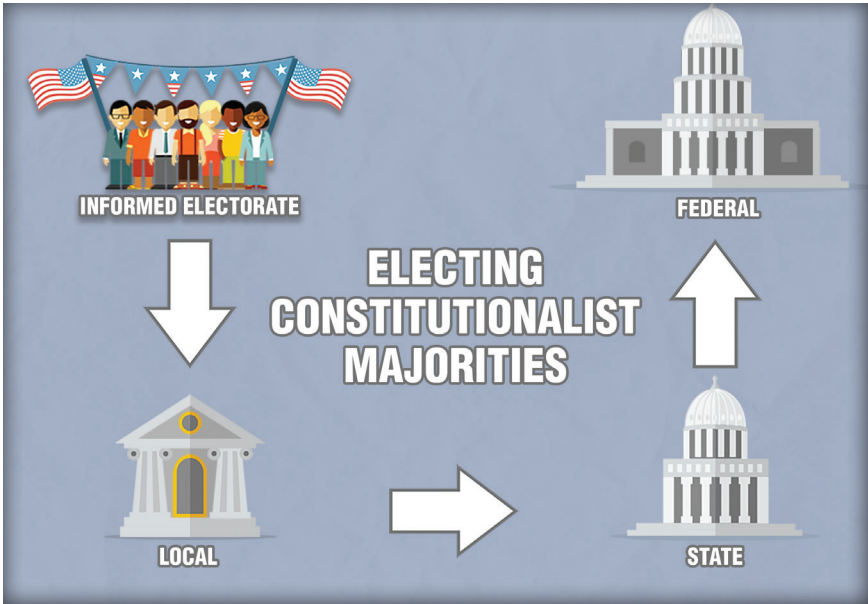 INFORMED ELECTORATE
FEDERAL
ELECTING
CONSTITUTIONALIST
MAJORITIES
LOCAL
STATE